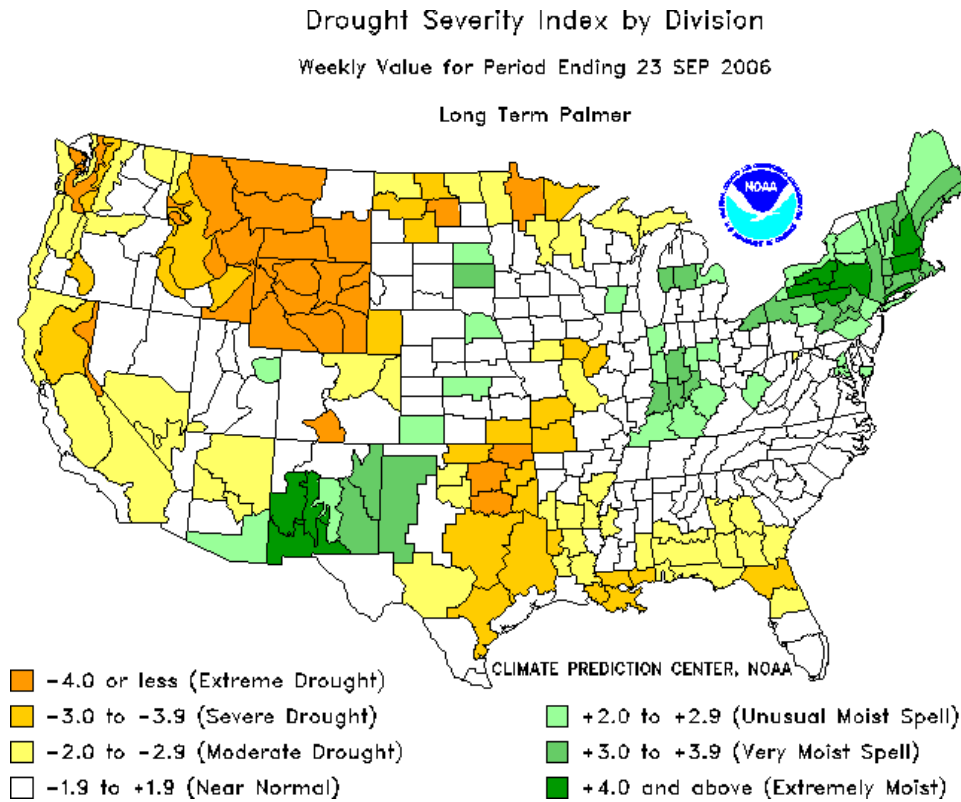 Drought Severity Index by Division
Weekly Value for Period Ending 23 SEP 2006
Long Term Palmer
NOAA
CLIMATE PREDICTION CENTER, NOAA
-4.0 or less (Extreme Drought)
-3.0 to -3.9 (Severe Drought)
-2.0 to -2.9 (Moderate Drought)
-1.9 to +1.9 (Near Normal)
+2.0 to +2.9 (Unusual Moist Spell)
+3.0 to +3.9 (Very Moist Spell)
+4.0 and above (Extremely Moist)